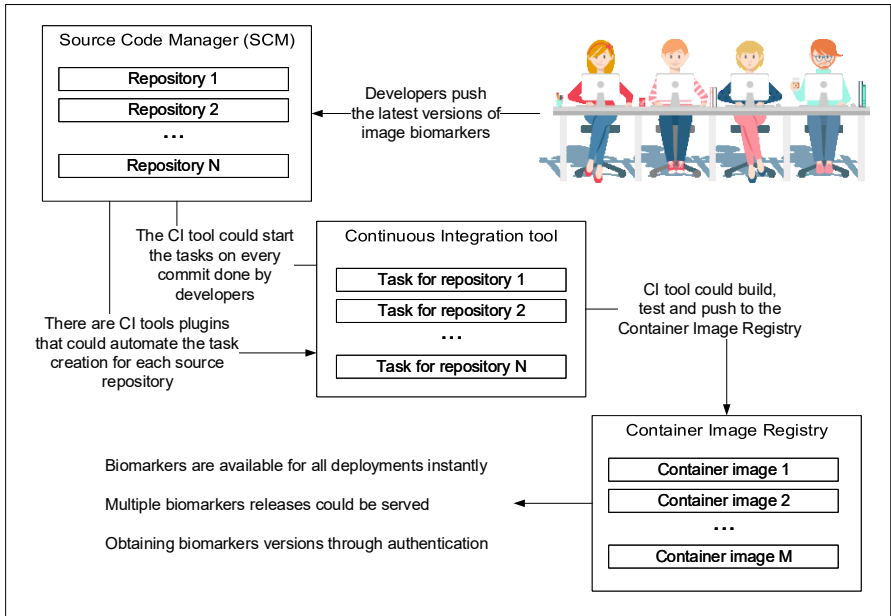 Source Code Manager (SCM)
Repository 1
Repository 2
...
Repository N
Developers push
the latest versions of
image biomarkers
The CI tool could start
the tasks on every
commit done by
developers
There are CI tools plugins
that could automate the task
creation for each source
repository
Continuous Integration tool
Task for repository 1
Task for repository 2
...
Task for repository N
CI tool could build,
test and push to the
Container Image Registry
Container Image Registry
Container image 1
Container image 2
...
Container image M
Biomarkers are available for all deployments instantly
Multiple biomarkers releases could be served
Obtaining biomarkers versions through authentication